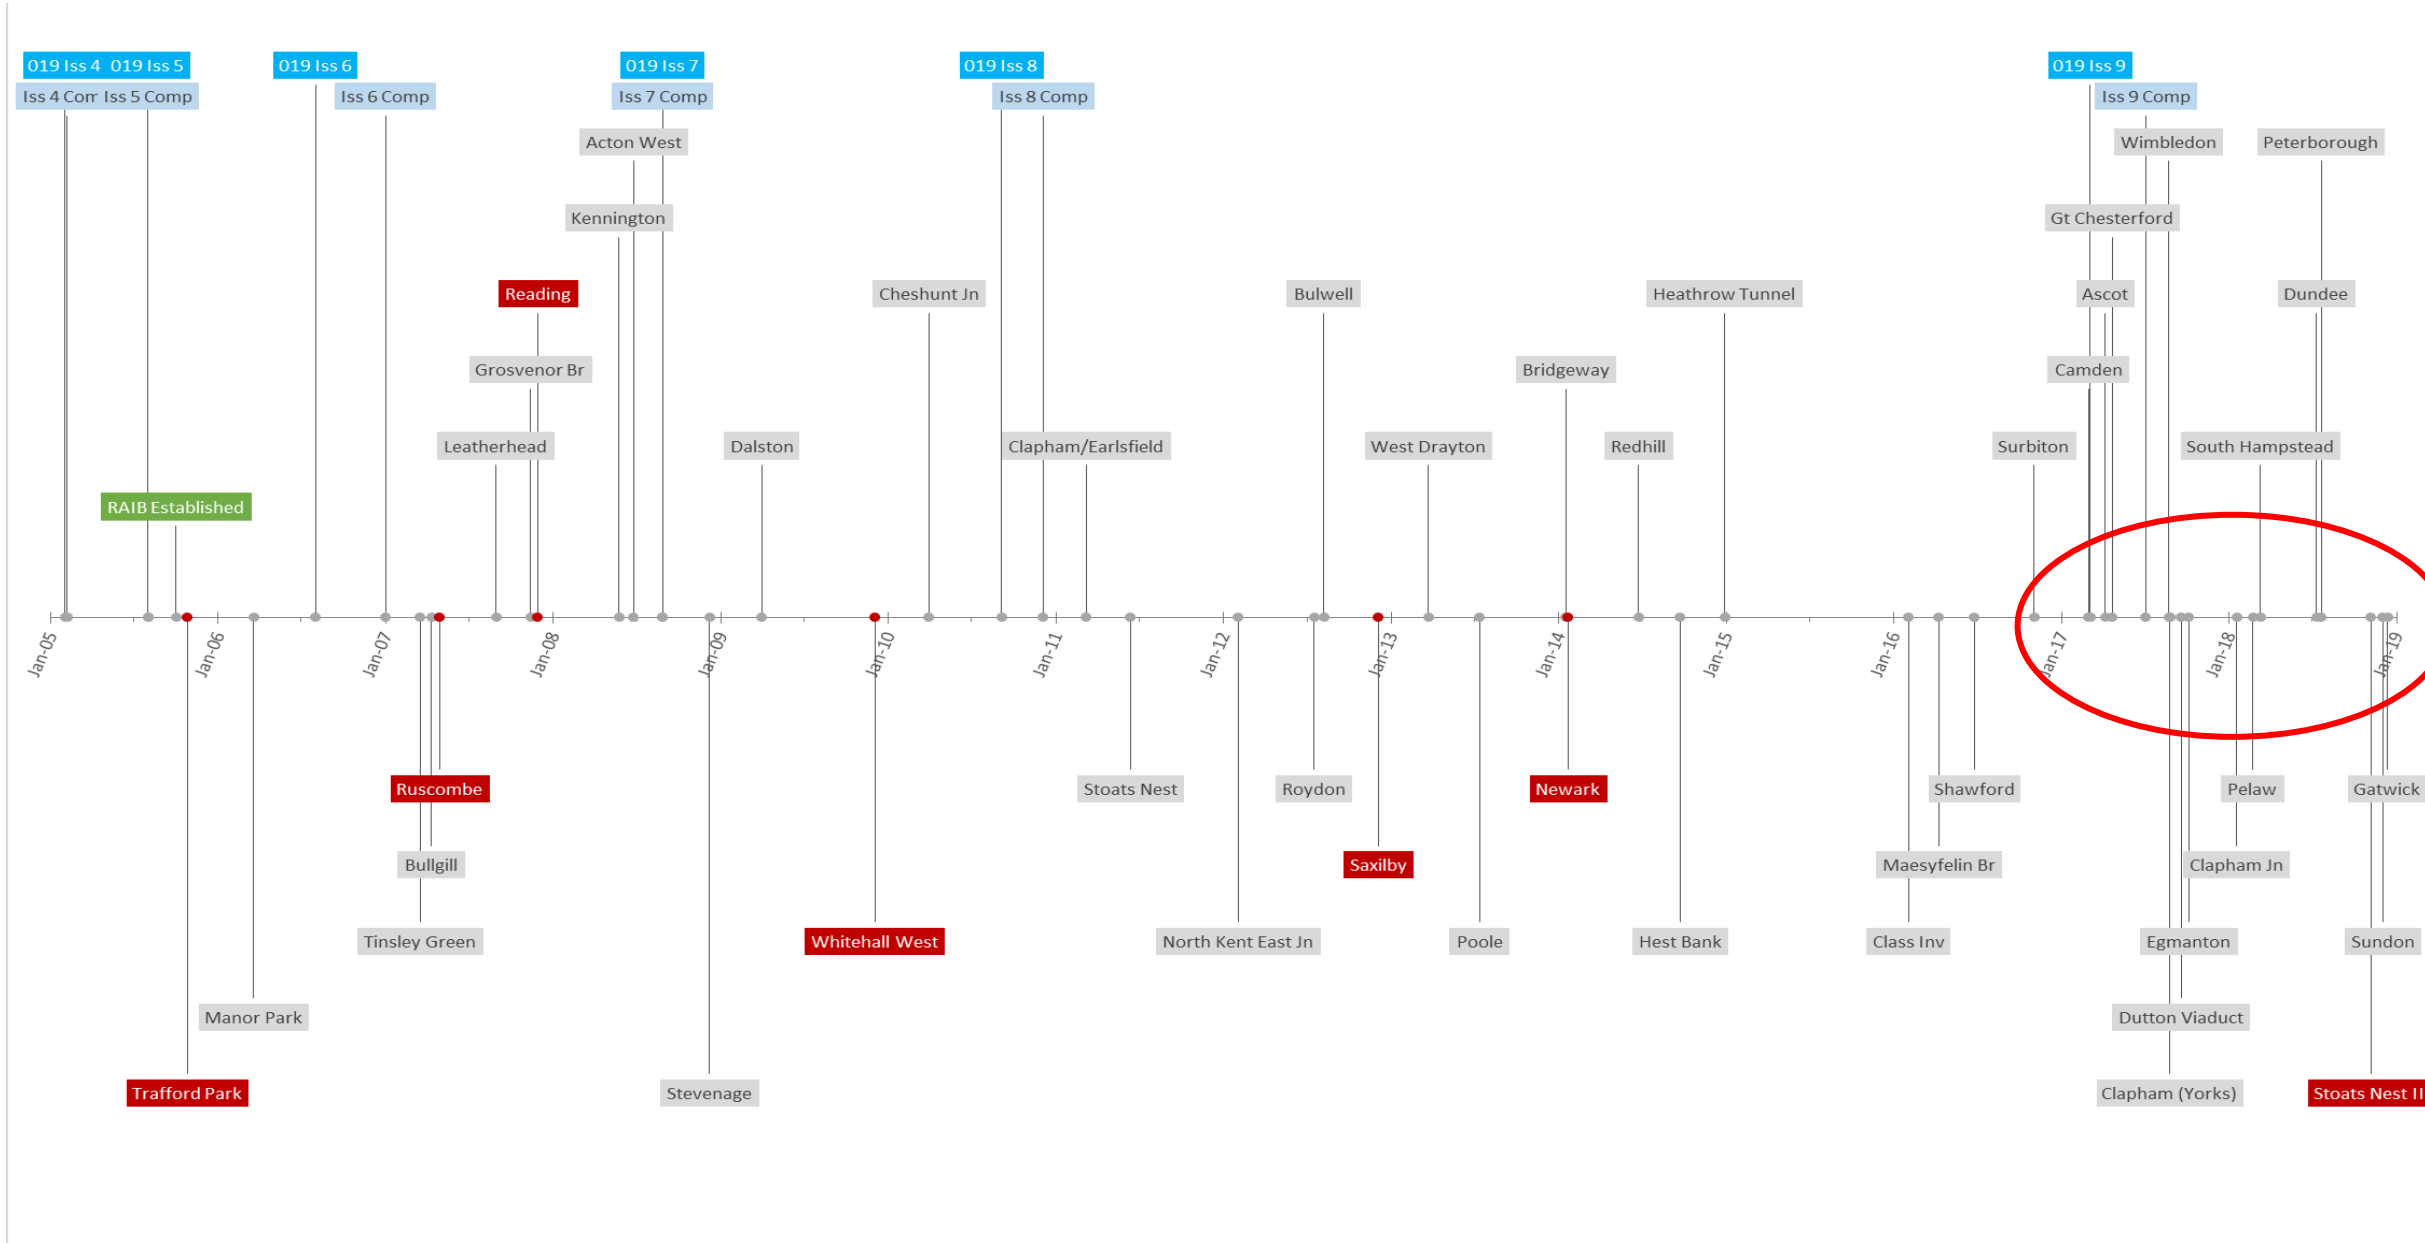 019 Iss 4 019 Iss 5
019 Iss 6
019 Iss 7
019 Iss 8
019 Iss 9
Iss 4 Com Iss 5 Comp
Iss 6 Comp
Iss 7 Comp
Iss 8 Comp
Iss 9 Comp
Acton West
Wimbledon
Peterborough
Kennington
Gt Chesterford
Reading
Cheshunt Jn
Bulwell
Heathrow Tunnel
Ascot
Dundee
Grosvenor Br
Bridgeway
Camden
Leatherhead
Dalston
Clapham/Earlsfield
West Drayton
Redhill
Surbiton
South Hampstead
RAIB Established
Jan-05
Jan-06
Jan-07
Jan-08
Jan-09
Jan-10
Jan-11
Jan-12
Jan-13
Jan-14
Jan-15
Jan-16
Jan-17
Jan-18
Jan-19
Ruscombe
Stoats Nest
Roydon
Newark
Shawford
Pelaw
Gatwick
Bullgill
Saxilby
Maesyfelin Br
Clapham Jn
Tinsley Green
Whitehall West
North Kent East Jn
Poole
Hest Bank
Class Inv
Egmanton
Sundon
Manor Park
Dutton Viaduct
Trafford Park
Stevenage
Clapham (Yorks)
Stoats Nest II